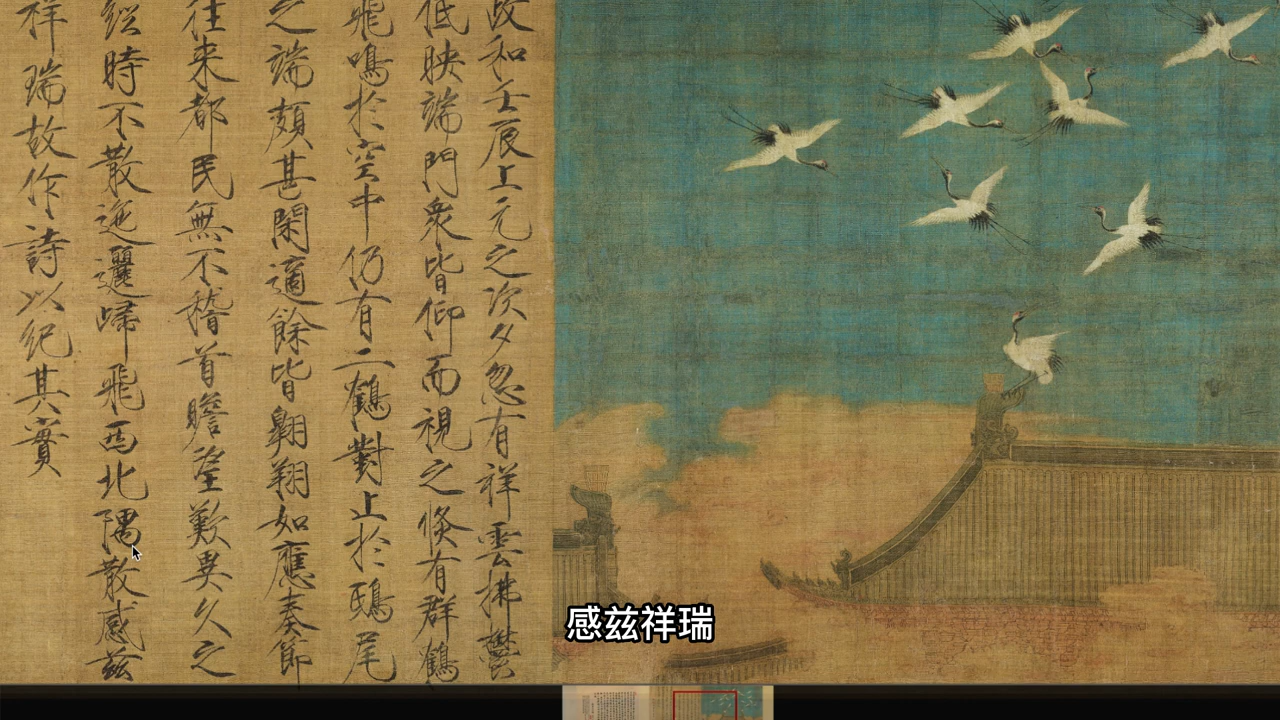 政和壬辰上元之次夕忽有祥雲拂鬱
低映端門衆皆仰而視之倏有群鶴
飛鳴於空中仍有二鶴對止於鴟尾
之端頗甚閑適餘皆翱翔如應奏節
往來都民無不稽首瞻望歎異久之
經時不散迤邐歸飛西北隅散感茲
祥瑞故作詩以紀其實
感兹祥瑞